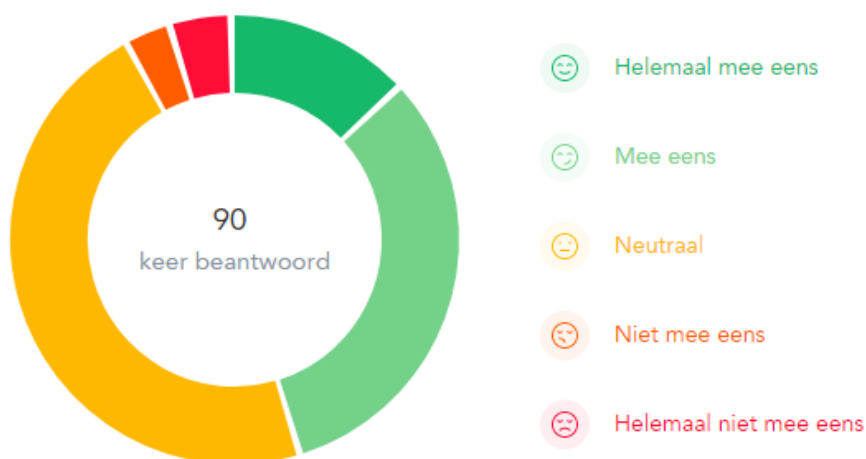 90
keer beantwoord
Helemaal mee eens
Mee eens
Neutraal
Niet mee eens
Helemaal niet mee eens